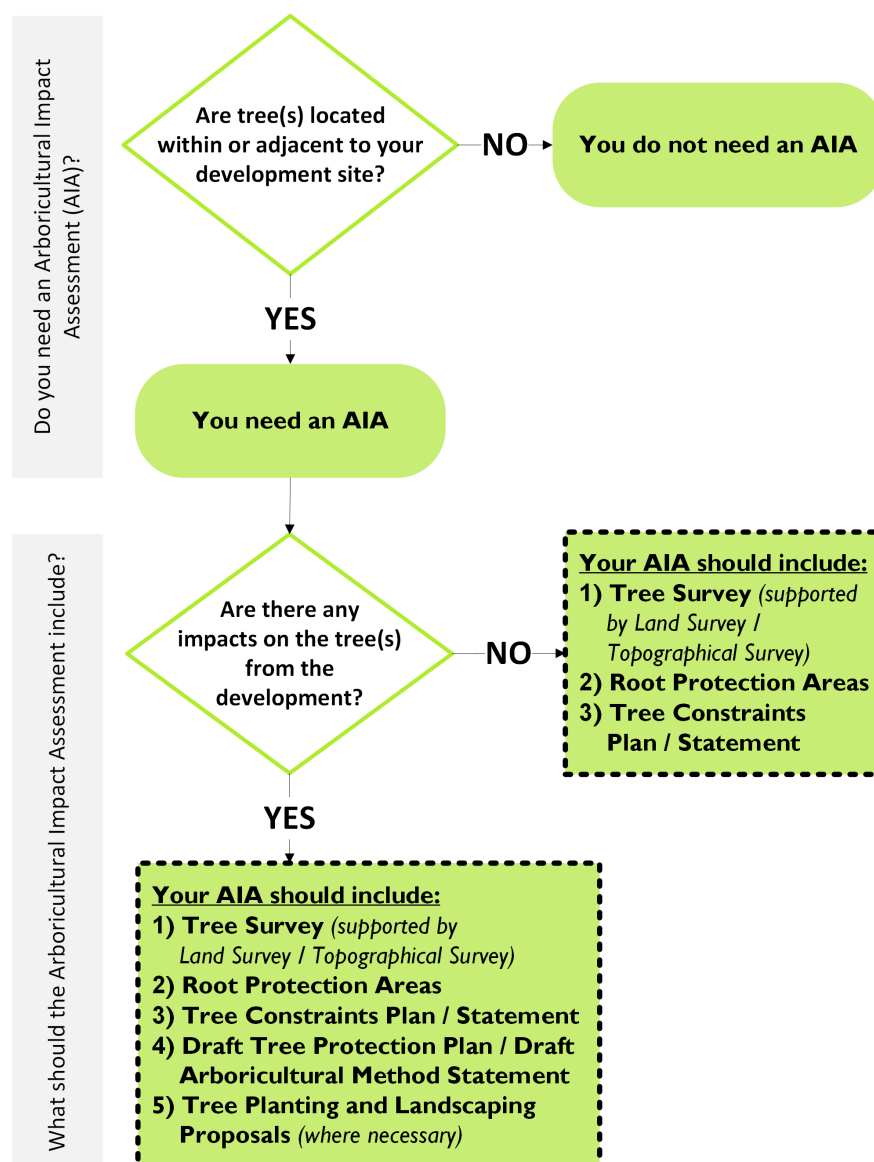 Do you need an Arboricultural Impact
Assessment (AIA)?
Are tree(s) located
within or adjacent to your
development site?
NO
You do not need an AIA
YES
You need an AIA
What should the Arboricultural Impact Assessment include?
Are there any
impacts on the tree(s)
from the
development?
NO
Your AIA should include:
1) Tree Survey (supported
by Land Survey /
Topographical Survey)
2) Root Protection Areas
3) Tree Constraints
Plan / Statement
YES
Your AIA should include:
1) Tree Survey (supported by
Land Survey / Topographical Survey)
2) Root Protection Areas
3) Tree Constraints Plan / Statement
4) Draft Tree Protection Plan / Draft
Arboricultural Method Statement
5) Tree Planting and Landscaping
Proposals (where necessary)